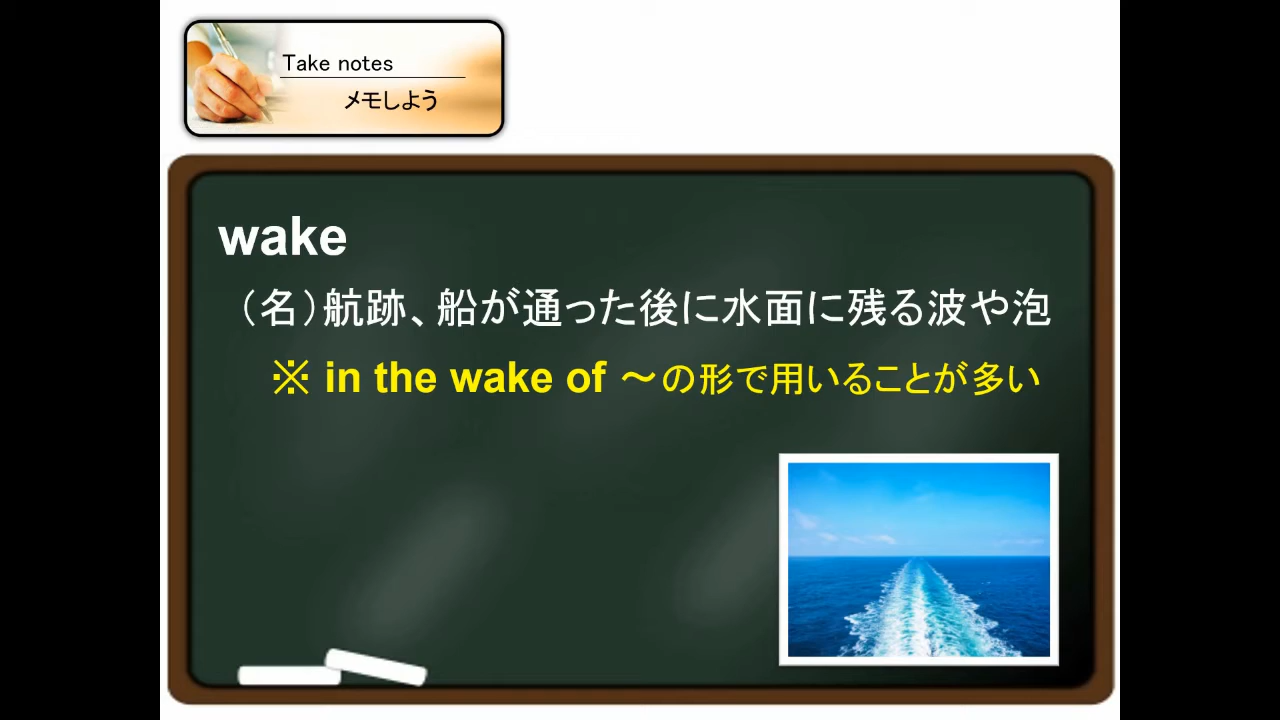 Take notes
メモしよう
wake
（名）航跡、船が通った後に水面に残る波や泡
※ in the wake of ～の形で用いることが多い